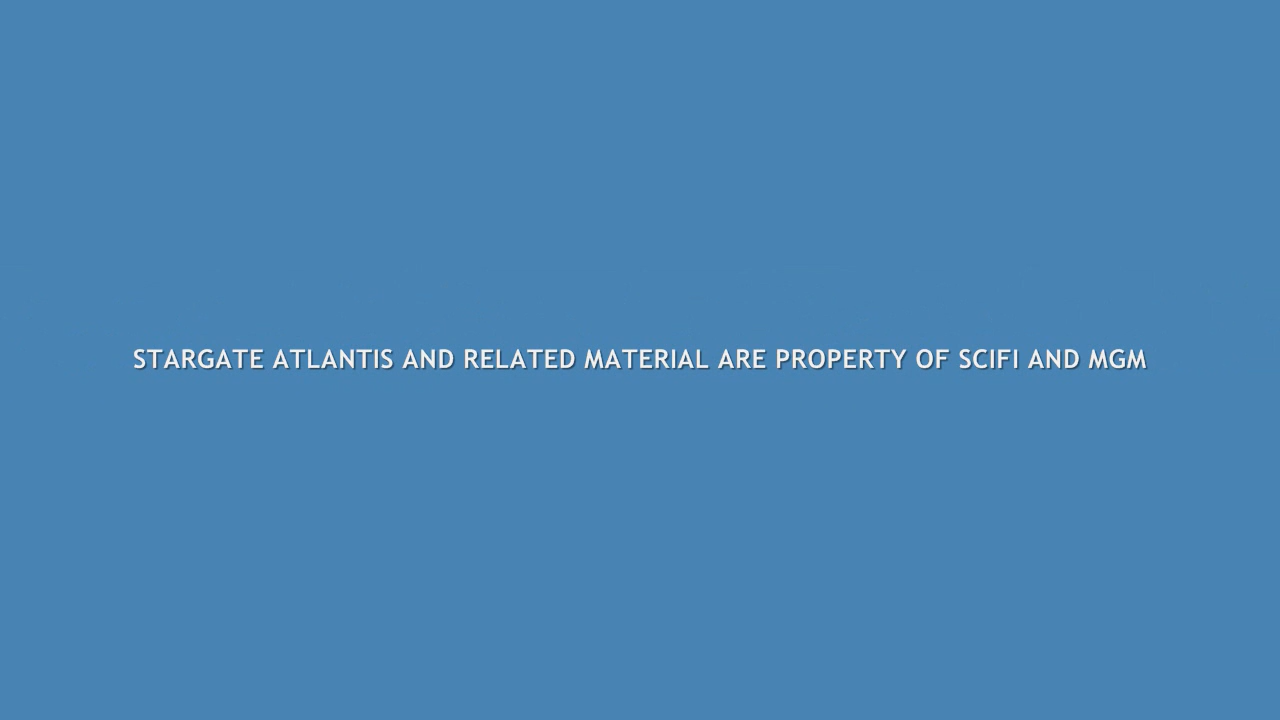 STARGATE ATLANTIS AND RELATED MATERIAL ARE PROPERTY OF SCIFI AND MGM